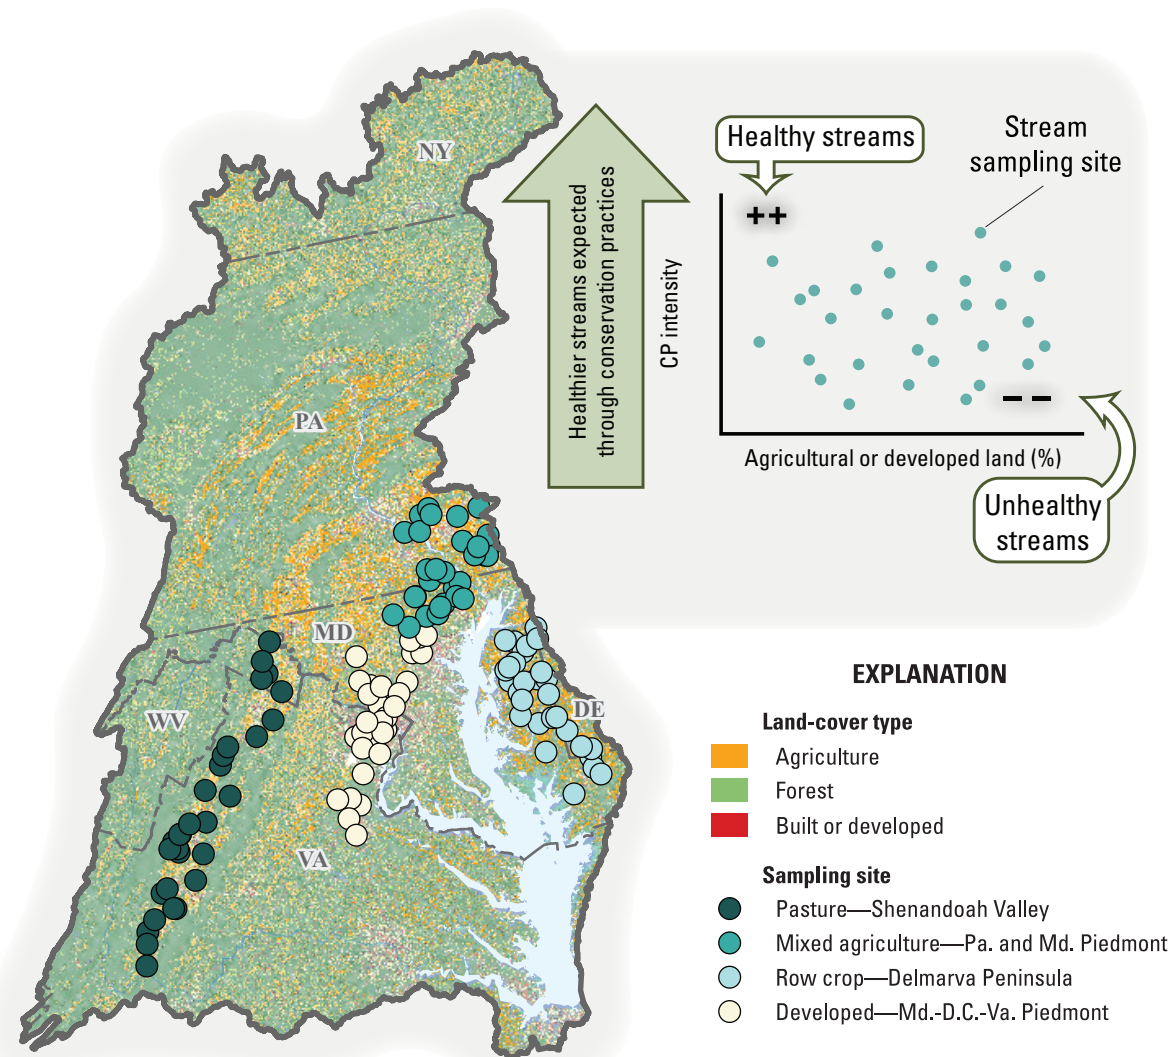 NY
PA
MD
WV
DE
VA
Healthier streams expected
through conservation practices
Healthy streams
Stream
sampling site
++
CP intensity
– –
Agricultural or developed land (%)
Unhealthy
streams
EXPLANATION
Land-cover type
Agriculture
Forest
Built or developed
Sampling site
Pasture—Shenandoah Valley
Mixed agriculture—Pa. and Md. Piedmont
Row crop—Delmarva Peninsula
Developed—Md.-D.C.-Va. Piedmont